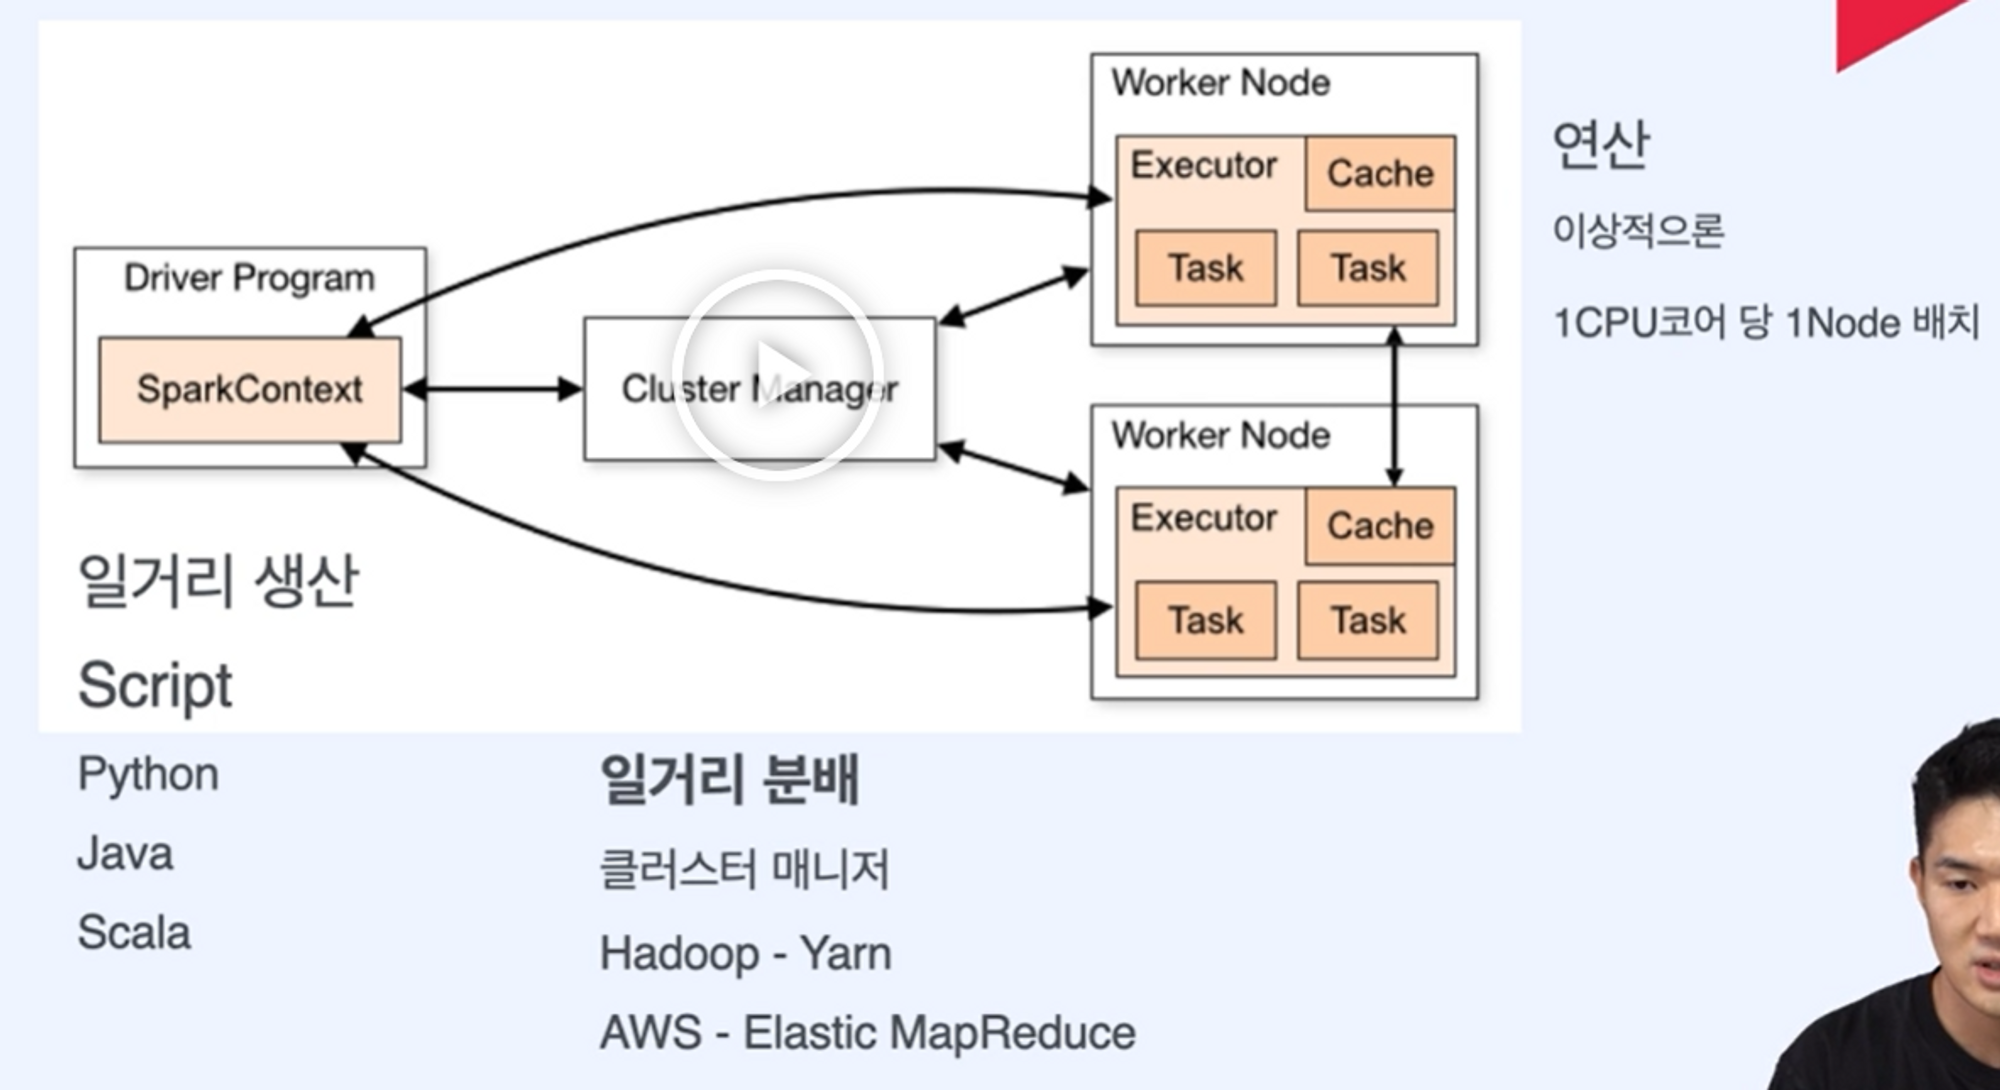 Driver Program
SparkContext
Cluster Manager
Worker Node
Executor
Cache
Task
Task
Worker Node
Executor
Cache
Task
Task
연산
이상적으론
1CPU코어 당 1Node 배치
일거리 생산
Script
Python
Java
Scala
일거리 분배
클러스터 매니저
Hadoop - Yarn
AWS - Elastic MapReduce